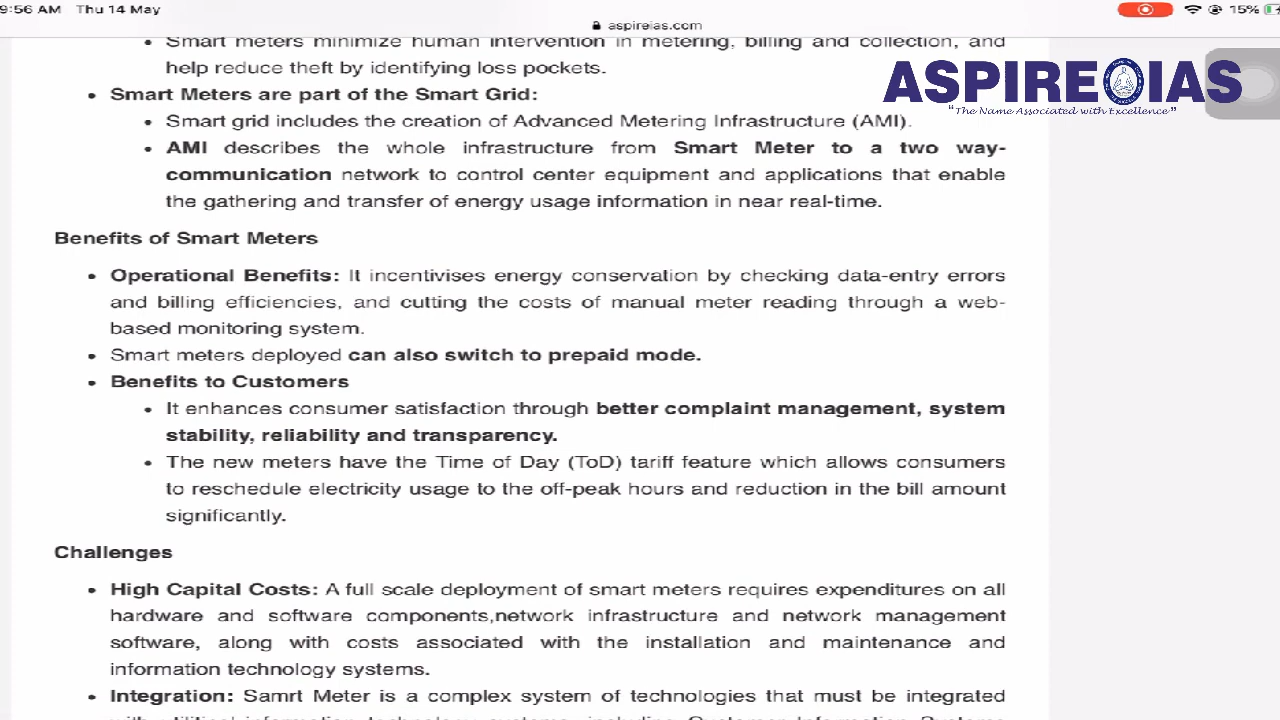 9:56 AM Thu 14 May
15%
aspireias.com
• Smart meters minimize human intervention in metering, billing and collection, and
help reduce theft by identifying loss pockets.
ASPIRE IAS
"The Name Associated with Excellence"
• Smart Meters are part of the Smart Grid:
• Smart grid includes the creation of Advanced Metering Infrastructure (AMI).
• AMI describes the whole infrastructure from Smart Meter to a two way-
communication network to control center equipment and applications that enable
the gathering and transfer of energy usage information in near real-time.
Benefits of Smart Meters
• Operational Benefits: It incentivises energy conservation by checking data-entry errors
and billing efficiencies, and cutting the costs of manual meter reading through a web-
based monitoring system.
• Smart meters deployed can also switch to prepaid mode.
• Benefits to Customers
• It enhances consumer satisfaction through better complaint management, system
stability, reliability and transparency.
• The new meters have the Time of Day (ToD) tariff feature which allows consumers
to reschedule electricity usage to the off-peak hours and reduction in the bill amount
significantly.
Challenges
• High Capital Costs: A full scale deployment of smart meters requires expenditures on all
hardware and software components,network infrastructure and network management
software, along with costs associated with the installation and maintenance and
information technology systems.
• Integration: Samrt Meter is a complex system of technologies that must be integrated